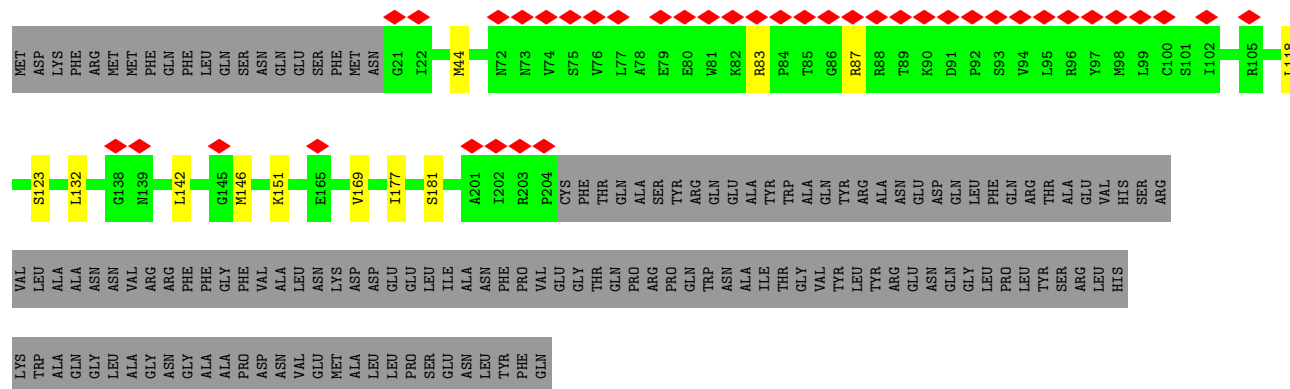 MET ASP LYS PHE ARG MET MET PHE GLN PHE LEU GLN SER ASN GLN GLU SER PHE MET ASN G21 I22 M44 N72 N73 V74 S75 V76 L77 A78 E79 E80 W81 K82 R83 P84 T85 G86 R87 R88 T89 K90 D91 P92 S93 V94 L95 R96 Y97 M98 L99 C100 S101 I102 R105 I118
S123 L132 G138 N139 L142 G145 M146 K151 E165 V169 I177 S181 A201 I202 R203 P204 CYS PHE THR GLN ALA SER TYR ARG GLN GLU ALA TYR TRP ALA GLN TYR ARG ALA ASN GLU ASP GLN LEU PHE GLN ARG THR ALA GLU VAL HIS SER ARG
VAL LEU ALA ALA ASN ASN VAL ARG ARG PHE PHE GLY PHE VAL ALA LEU ASN LYS ASP ASP GLU GLU LEU ILE ALA ASN PHE PRO VAL GLU GLY THR GLN PRO ARG PRO GLN TRP ASN ALA ILE THR GLY VAL TYR LEU TYR ARG GLU ASN GLN GLY LEU PRO LEU TYR SER ARG LEU HIS
LYS TRP ALA GLN GLY LEU ALA GLY ASN GLY ALA ALA PRO ASP ASN VAL GLU MET ALA LEU LEU PRO SER GLU ASN LEU TYR PHE GLN